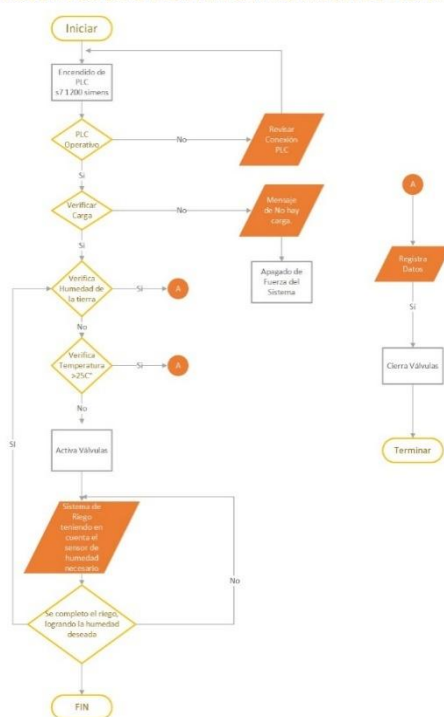 Iniciar
Encendido de
PLC
s7 1200 simens
PLC
Operativo
No
Revisar
Conexión
PLC
Si
Verificar
Carga
No
Mensaje
de No hay
carga.
Si
Apagado de
Fuerza del
Sistema
Verifica
Humedad de
la tierra.
Si
A
No
Verifica
Temperatura
>25C°
Si
A
No
Activa Válvulas
SI
Sistema de
Riego
teniendo en
cuenta el
sensor de
humedad
necesario
No
Se completo el riego,
logrando la humedad
deseada
FIN
A
Registra
Datos
Si
Cierra Válvulas
Terminar